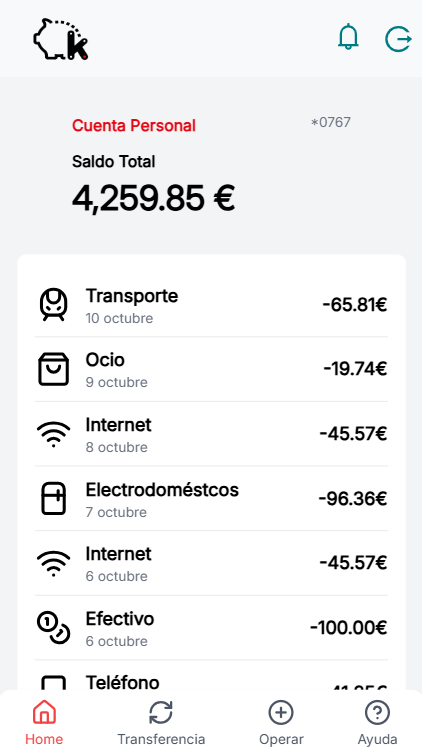 k
Cuenta Personal *0767
Saldo Total
4,259.85 €
Transporte -65.81€
10 octubre
Ocio -19.74€
9 octubre
Internet -45.57€
8 octubre
Electrodoméstcos -96.36€
7 octubre
Internet -45.57€
6 octubre
Efectivo -100.00€
6 octubre
Teléfono
Home Transferencia Operar Ayuda